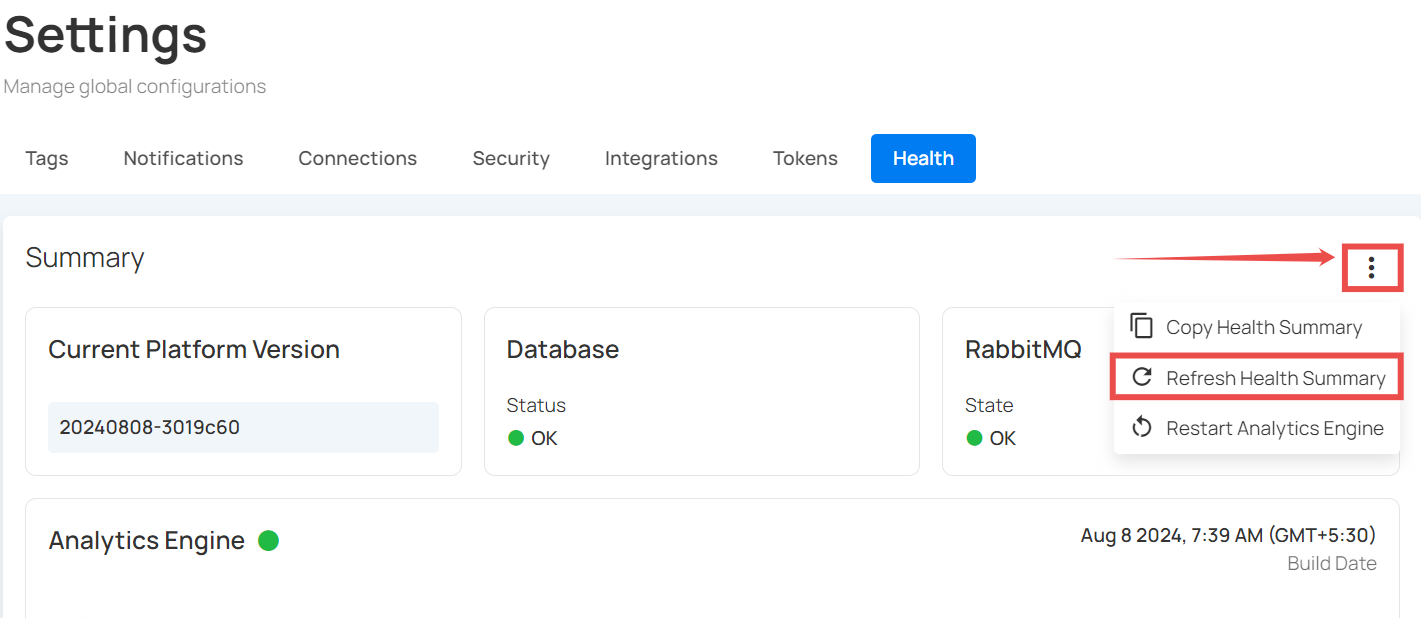 Settings
Manage global configurations
Tags Notifications Connections Security Integrations Tokens Health
Summary
Copy Health Summary
Refresh Health Summary
Restart Analytics Engine
Current Platform Version
20240808-3019c60
Database
Status
OK
RabbitMQ
State
OK
Analytics Engine
Aug 8 2024, 7:39 AM (GMT+5:30)
Build Date